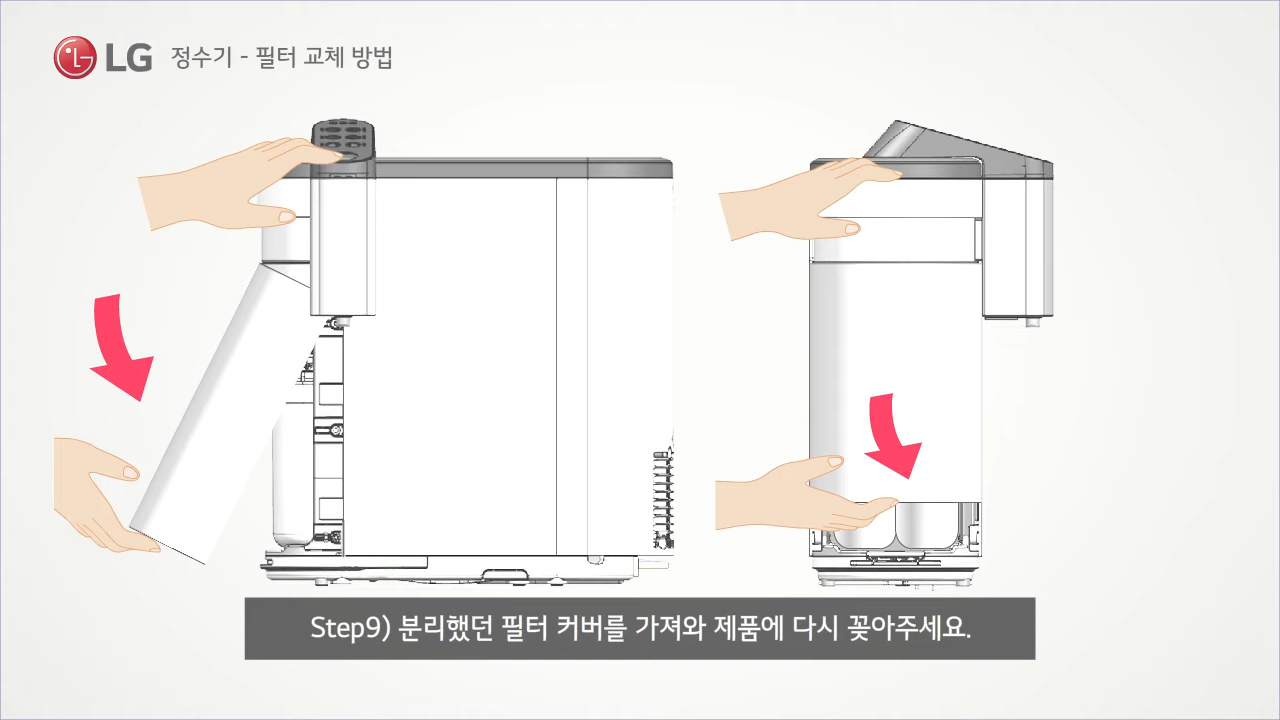 LG 정수기 - 필터 교체 방법
Step9) 분리했던 필터 커버를 가져와 제품에 다시 꽂아주세요.